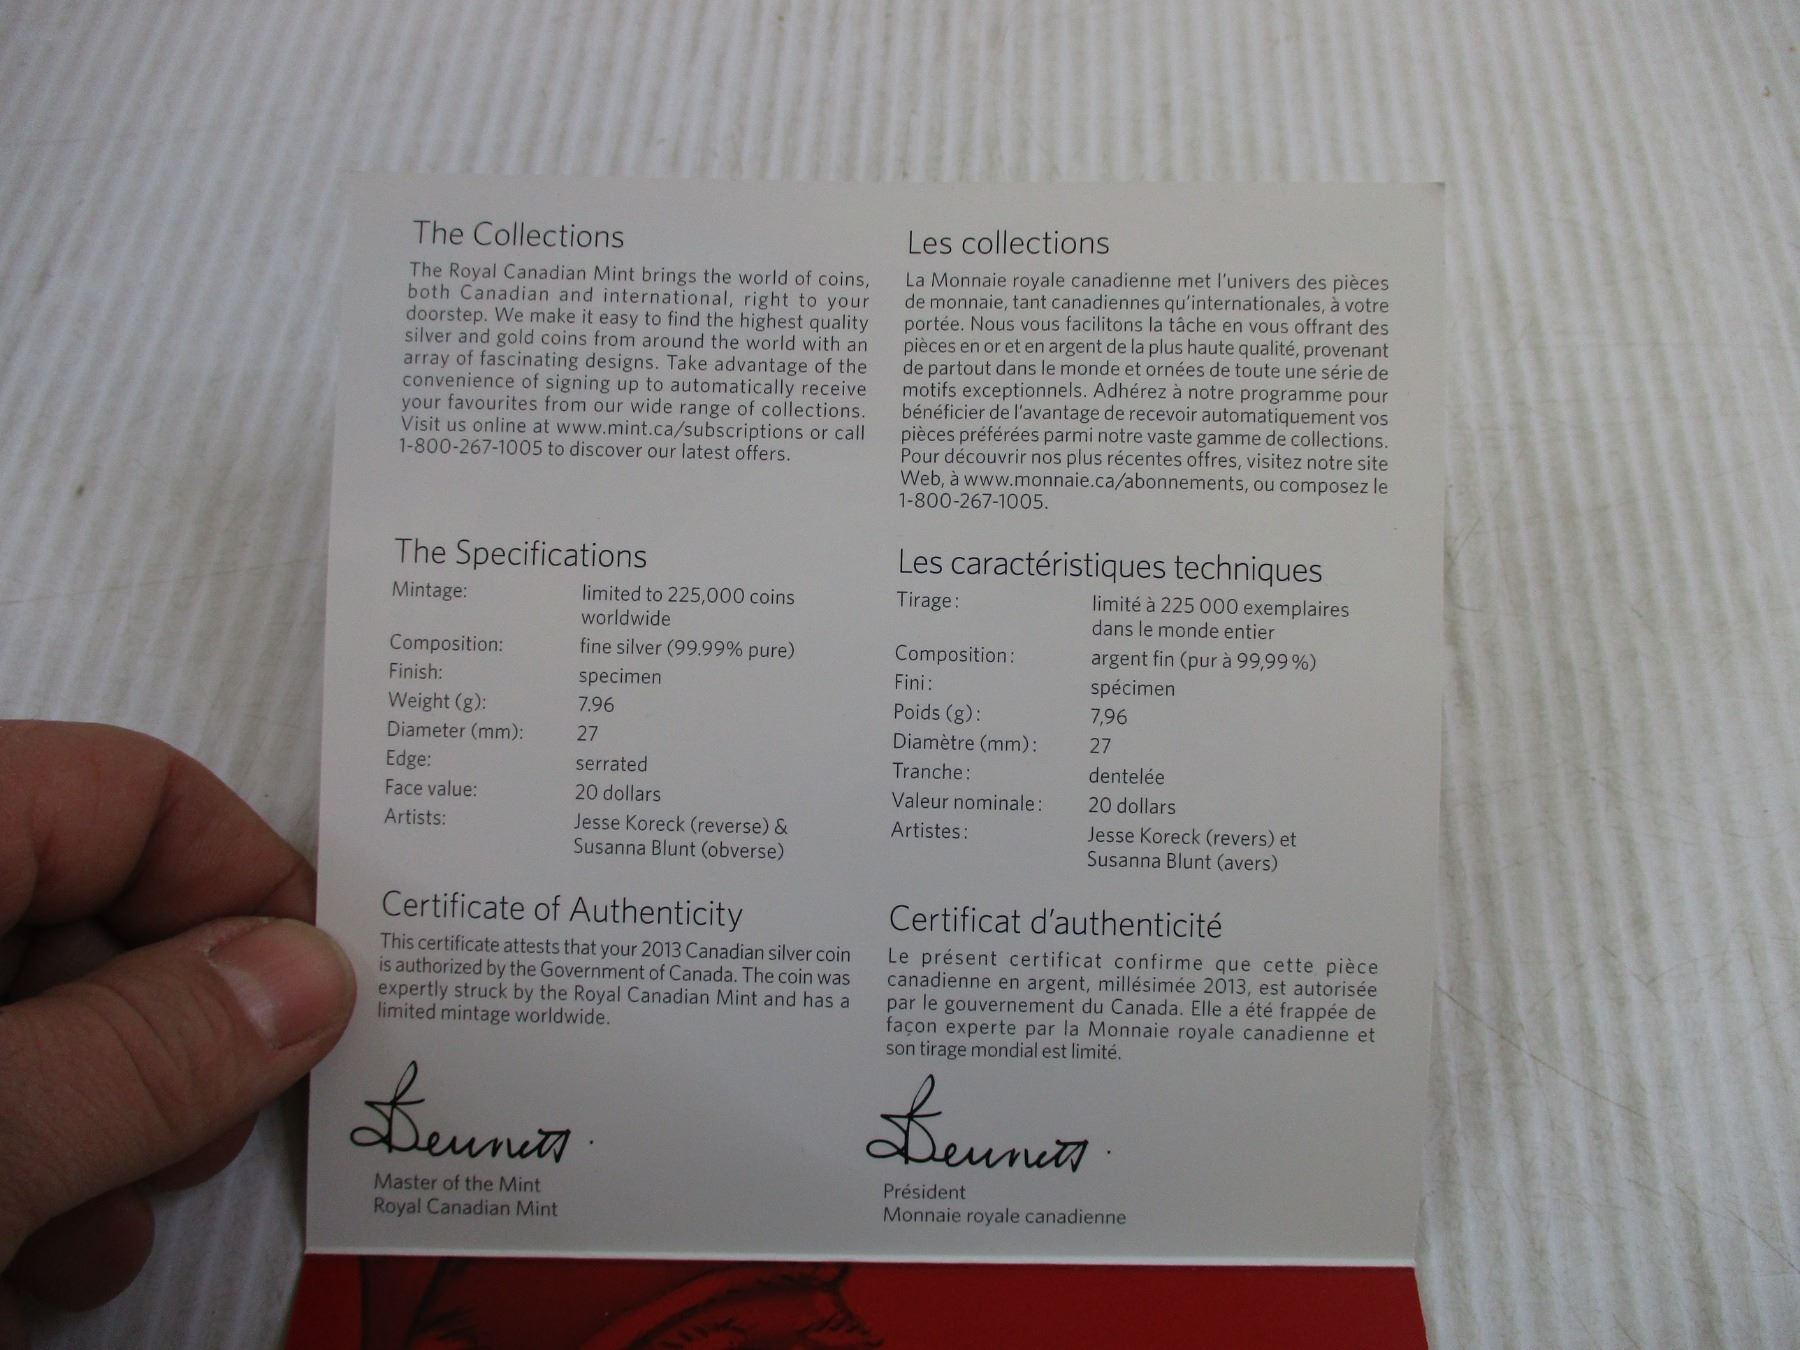 The Collections
The Royal Canadian Mint brings the world of coins,
both Canadian and international, right to your
doorstep. We make it easy to find the highest quality
silver and gold coins from around the world with an
array of fascinating designs. Take advantage of the
convenience of signing up to automatically receive
your favourites from our wide range of collections.
Visit us online at www.mint.ca/subscriptions or call
1-800-267-1005 to discover our latest offers.
The Specifications
Mintage: limited to 225,000 coins
worldwide
Composition: fine silver (99.99% pure)
Finish: specimen
Weight (g): 7.96
Diameter (mm): 27
Edge: serrated
Face value: 20 dollars
Artists: Jesse Koreck (reverse) &
Susanna Blunt (obverse)
Certificate of Authenticity
This certificate attests that your 2013 Canadian silver coin
is authorized by the Government of Canada. The coin was
expertly struck by the Royal Canadian Mint and has a
limited mintage worldwide.
Bennett
Master of the Mint
Royal Canadian Mint
Les collections
La Monnaie royale canadienne met l'univers des pièces
de monnaie, tant canadiennes qu'internationales, à votre
portée. Nous vous facilitons la tâche en vous offrant des
pièces en or et en argent de la plus haute qualité, provenant
de partout dans le monde et ornées de toute une série de
motifs exceptionnels. Adhérez à notre programme pour
bénéficier de l'avantage de recevoir automatiquement vos
pièces préférées parmi notre vaste gamme de collections.
Pour découvrir nos plus récentes offres, visitez notre site
Web, à www.monnaie.ca/abonnements, ou composez le
1-800-267-1005.
Les caractéristiques techniques
Tirage : limité à 225 000 exemplaires
dans le monde entier
Composition : argent fin (pur à 99,99 %)
Fini : spécimen
Poids (g) : 7,96
Diamètre (mm) : 27
Tranche : dentelée
Valeur nominale : 20 dollars
Artistes : Jesse Koreck (revers) et
Susanna Blunt (avers)
Certificat d'authenticité
Le présent certificat confirme que cette pièce
canadienne en argent, millésimée 2013, est autorisée
par le gouvernement du Canada. Elle a été frappée de
façon experte par la Monnaie royale canadienne et
son tirage mondial est limité.
Bennett
Président
Monnaie royale canadienne